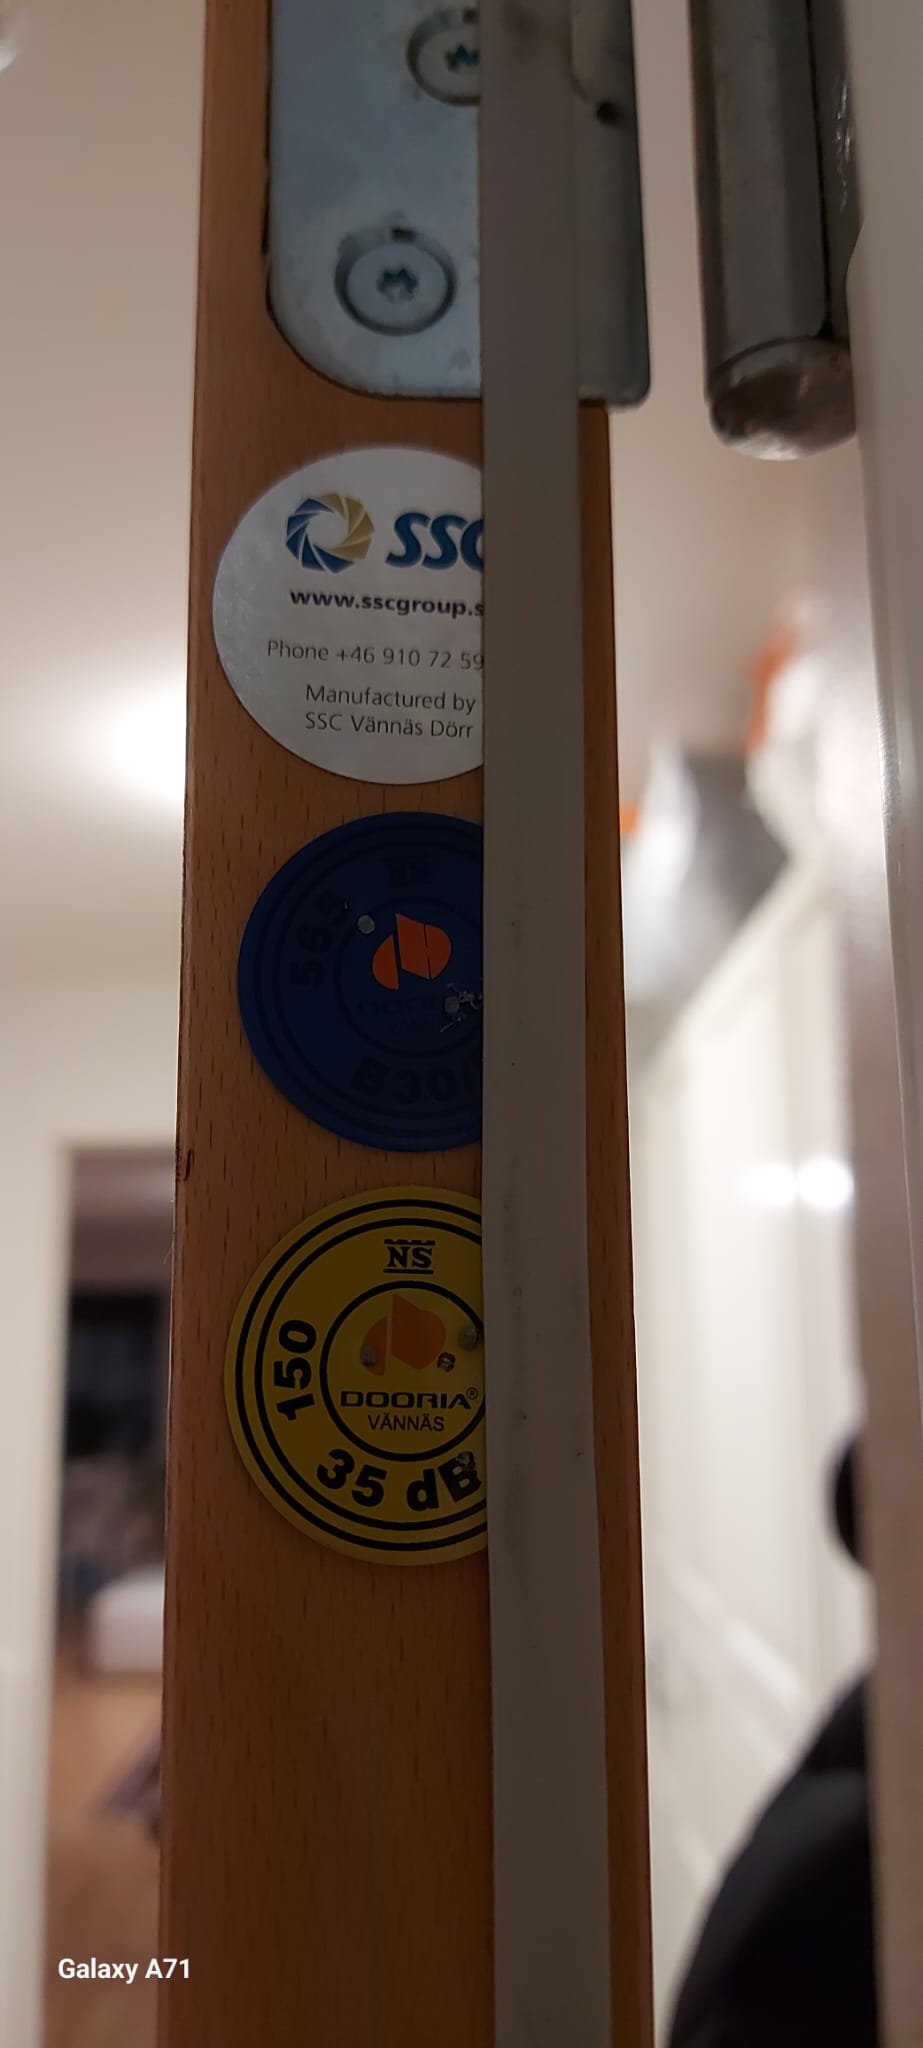 SSC
www.sscgroup.s
Phone +46 910 72 59
Manufactured by
SSC Vännäs Dörr
NS
56S
B30
NS
150
DOORIA®
VÄNNÄS
35 dB
Galaxy A71